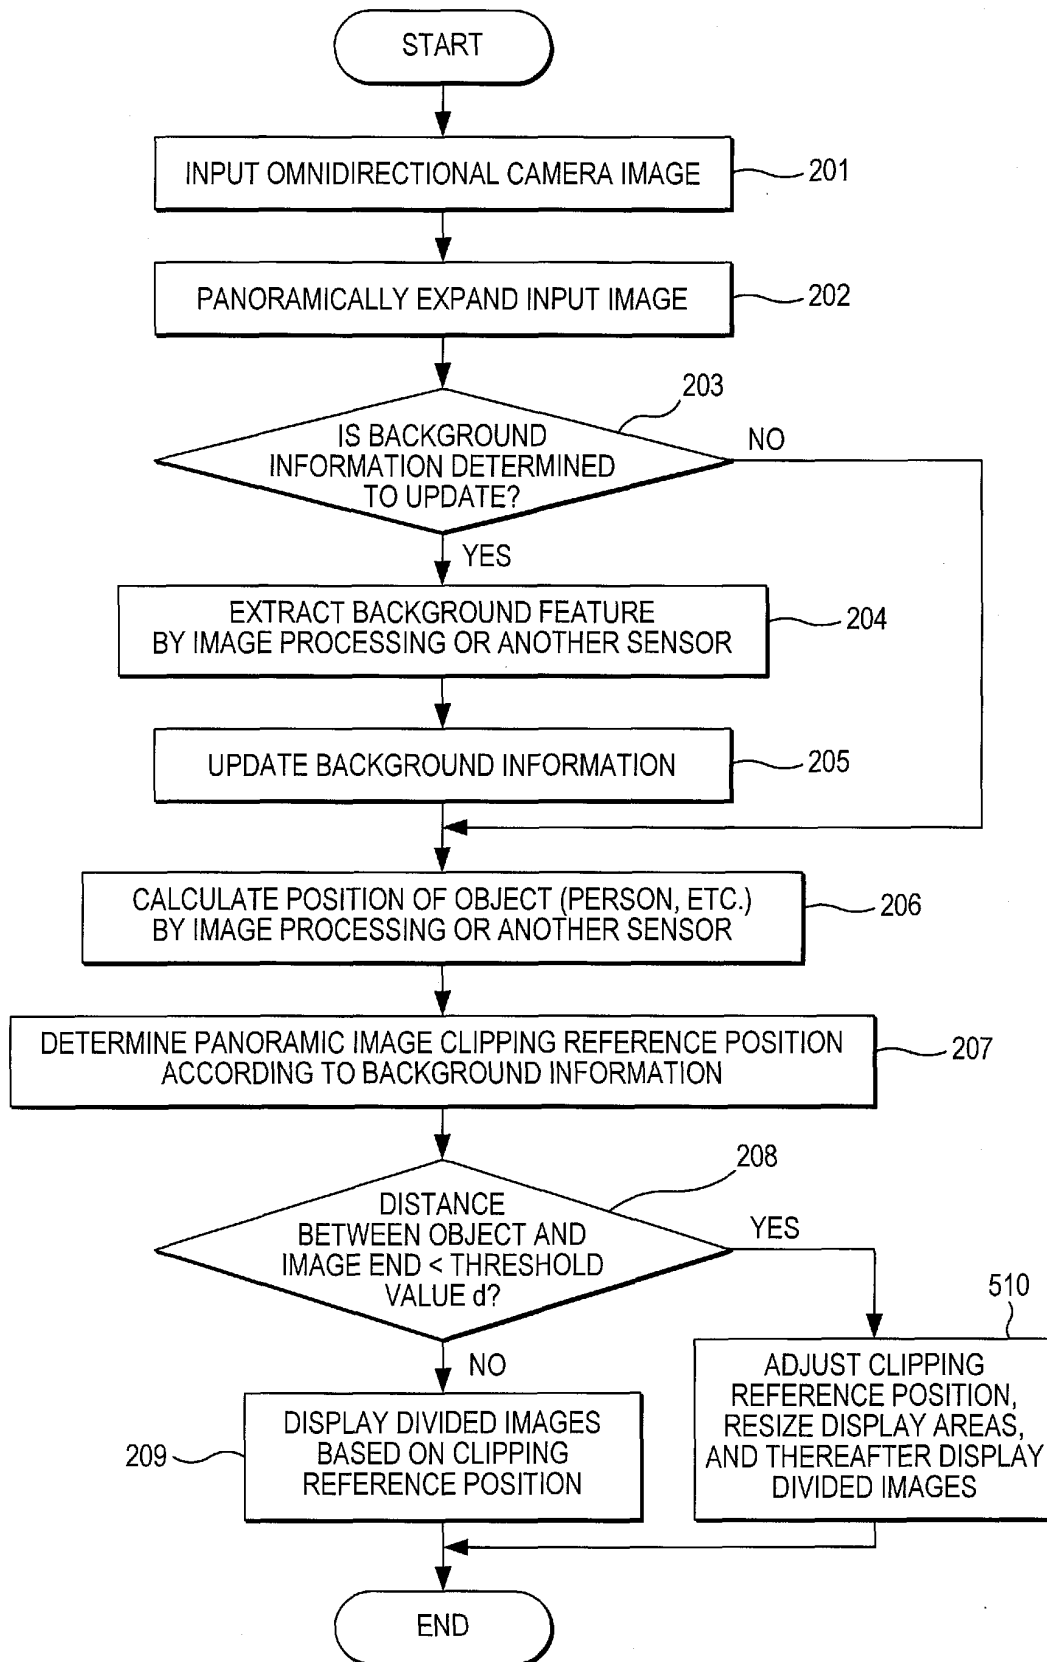 START
INPUT OMNIDIRECTIONAL CAMERA IMAGE
201
PANORAMICALLY EXPAND INPUT IMAGE
202
203
IS BACKGROUND
INFORMATION DETERMINED
TO UPDATE?
NO
YES
EXTRACT BACKGROUND FEATURE
BY IMAGE PROCESSING OR ANOTHER SENSOR
204
UPDATE BACKGROUND INFORMATION
205
CALCULATE POSITION OF OBJECT (PERSON, ETC.)
BY IMAGE PROCESSING OR ANOTHER SENSOR
206
DETERMINE PANORAMIC IMAGE CLIPPING REFERENCE POSITION
ACCORDING TO BACKGROUND INFORMATION
207
208
DISTANCE
BETWEEN OBJECT AND
IMAGE END < THRESHOLD
VALUE d?
YES
NO
510
ADJUST CLIPPING
REFERENCE POSITION,
RESIZE DISPLAY AREAS,
AND THEREAFTER DISPLAY
DIVIDED IMAGES
209
DISPLAY DIVIDED IMAGES
BASED ON CLIPPING
REFERENCE POSITION
END